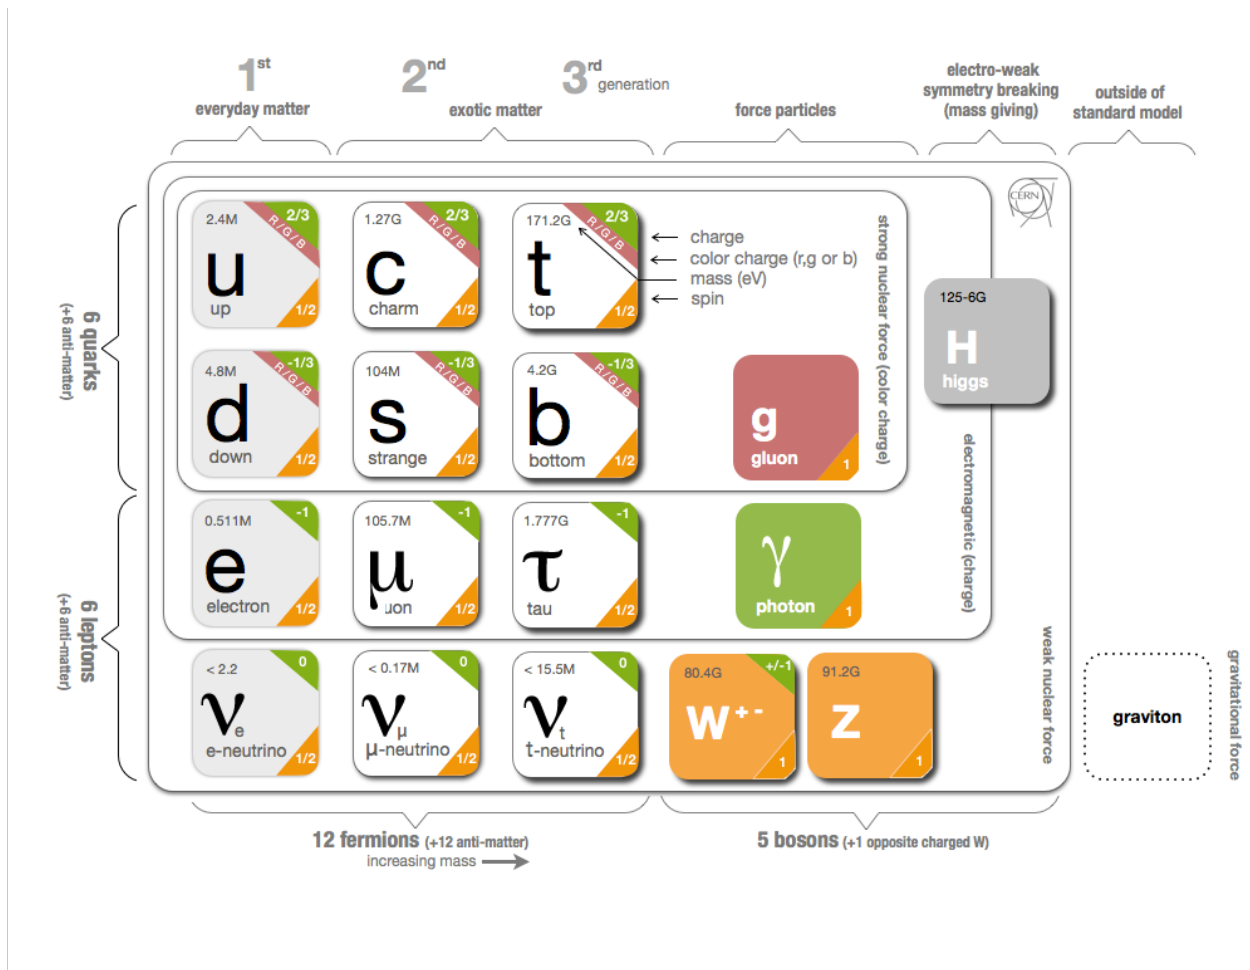 1st
2nd
3rd generation
everyday matter
exotic matter
force particles
electro-weak
symmetry breaking
(mass giving)
outside of
standard model
CERN
6 quarks
(+6 anti-matter)
2.4M
2/3
R/G/B
u
up
1/2
1.27G
2/3
R/G/B
c
charm
1/2
171.2G
2/3
R/G/B
t
top
1/2
charge
color charge (r,g or b)
mass (eV)
spin
strong nuclear force (color charge)
125-6G
H
higgs
4.8M
-1/3
R/G/B
d
down
1/2
104M
-1/3
R/G/B
s
strange
1/2
4.2G
-1/3
R/G/B
b
bottom
1/2
g
gluon
1
electromagnetic (charge)
6 leptons
(+6 anti-matter)
0.511M
-1
e
electron
1/2
105.7M
-1
μ
uon
1/2
1.777G
-1
τ
tau
1/2
γ
photon
1
weak nuclear force
< 2.2
0
νe
e-neutrino
1/2
< 0.17M
0
νμ
μ-neutrino
1/2
< 15.5M
0
νt
t-neutrino
1/2
80.4G
+/-1
W+-
1
91.2G
Z
1
graviton
gravitational force
12 fermions (+12 anti-matter)
increasing mass
5 bosons (+1 opposite charged W)